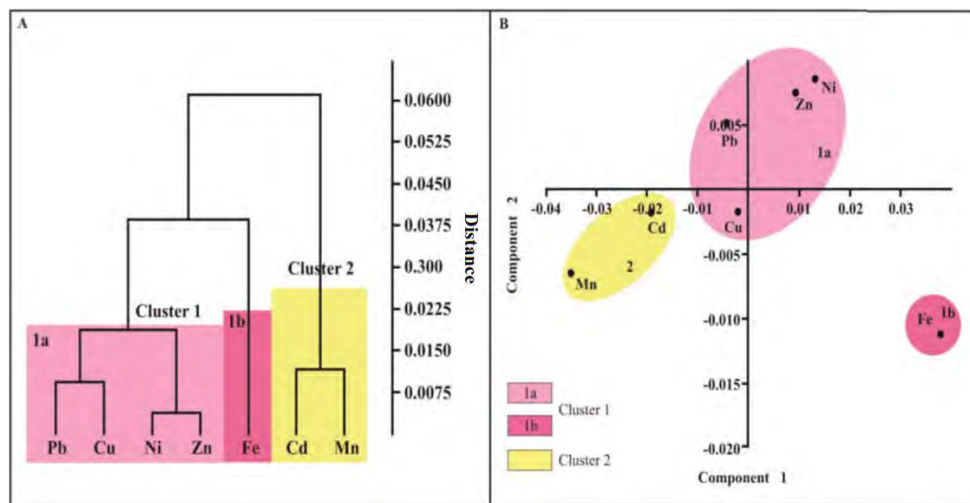 A
0.0600
0.0525
0.0450
0.0375
0.300
0.0225
0.0150
0.0075
Distance
Cluster 2
Cluster 1
1a
1b
Pb Cu Ni Zn Fe Cd Mn
B
Ni
Zn
0.005
Pb
1a
-0.04 -0.03 -0.02 -0.01 0.01 0.02 0.03
Cu
Cd
2
Mn
-0.005
-0.010
-0.015
-0.020
Fe 1b
Component 2
Component 1
1a
1b
Cluster 1
Cluster 2